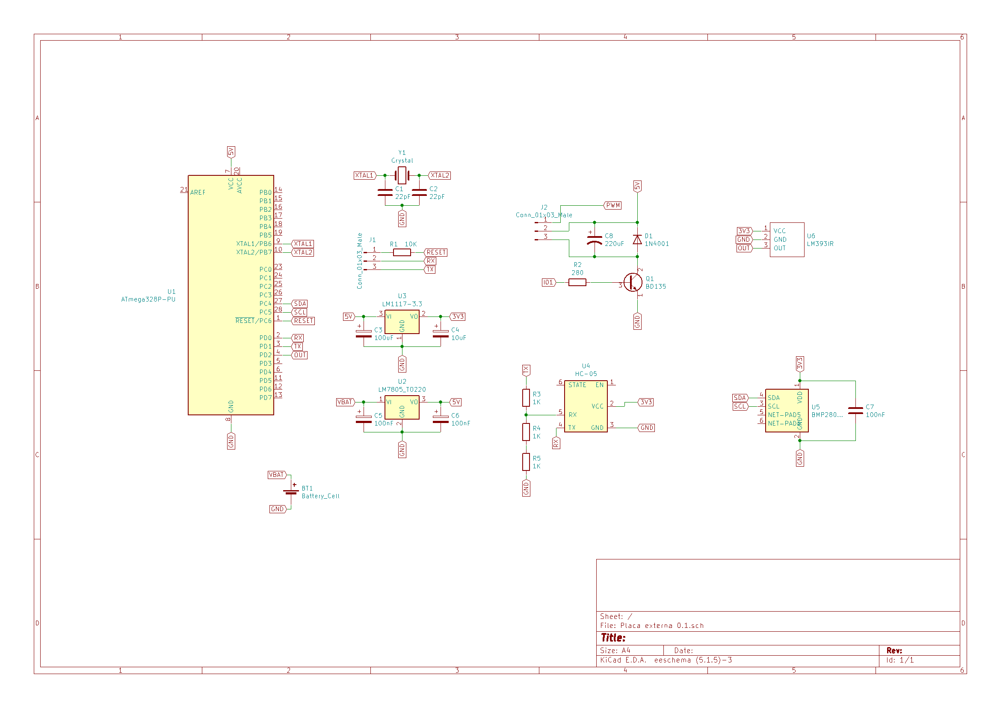 1 2 3 4 5 6
A A
B B
C C
D D
5V
7 20
VCC AVCC
21 AREF
PB0 14
PB1 15
PB2 16
PB3 17
PB4 18
PB5 19
XTAL1/PB6 9 XTAL1
XTAL2/PB7 10 XTAL2
PC0 23
PC1 24
PC2 25
PC3 26
PC4 27 SDA
PC5 28 SCL
RESET/PC6 1 RESET
PD0 2 RX
PD1 3 TX
PD2 4 OUT
PD3 5
PD4 6
PD5 11
PD6 12
PD7 13
U1
ATmega328P-PU
GND
8
GND
VBAT
+
BT1
Battery_Cell
GND
Y1
Crystal
XTAL1 XTAL2
C1
22pF
C2
22pF
GND
J1
Conn_01x03_Male
1 R1 10K RESET
2 RX
3 TX
U3
LM1117-3.3
5V 3 VI VO 2 3V3
GND
1
+ C3
100uF
+ C4
10uF
GND
U2
LM7805_TO220
VBAT 1 VI VO 3 5V
GND
2
+ C5
100nF
+ C6
100nF
GND
5V
J2
Conn_01x03_Male
PWM
1
2
3
+ C8
220uF
D1
1N4001
R2
280
IO1
3
2
1
Q1
BD135
GND
TX
R3
1K
R4
1K
R5
1K
GND
U4
HC-05
6 STATE EN 1
VCC 2 3V3
5 RX
4 TX GND 3 GND
RX
3V3 1 VCC
GND 2 GND
OUT 3 OUT
U6
LM393IR
3V3
1
VDD
SDA 4 SDA
SCL 3 SCL
5 NET-PAD5
6 NET-PAD6
GND
2
U5
BMP280...
C7
100nF
GND
Sheet: /
File: Placa externa 0.1.sch
Title:
Size: A4 Date: Rev:
KiCad E.D.A. eeschema (5.1.5)-3 Id: 1/1
1 2 3 4 5 6